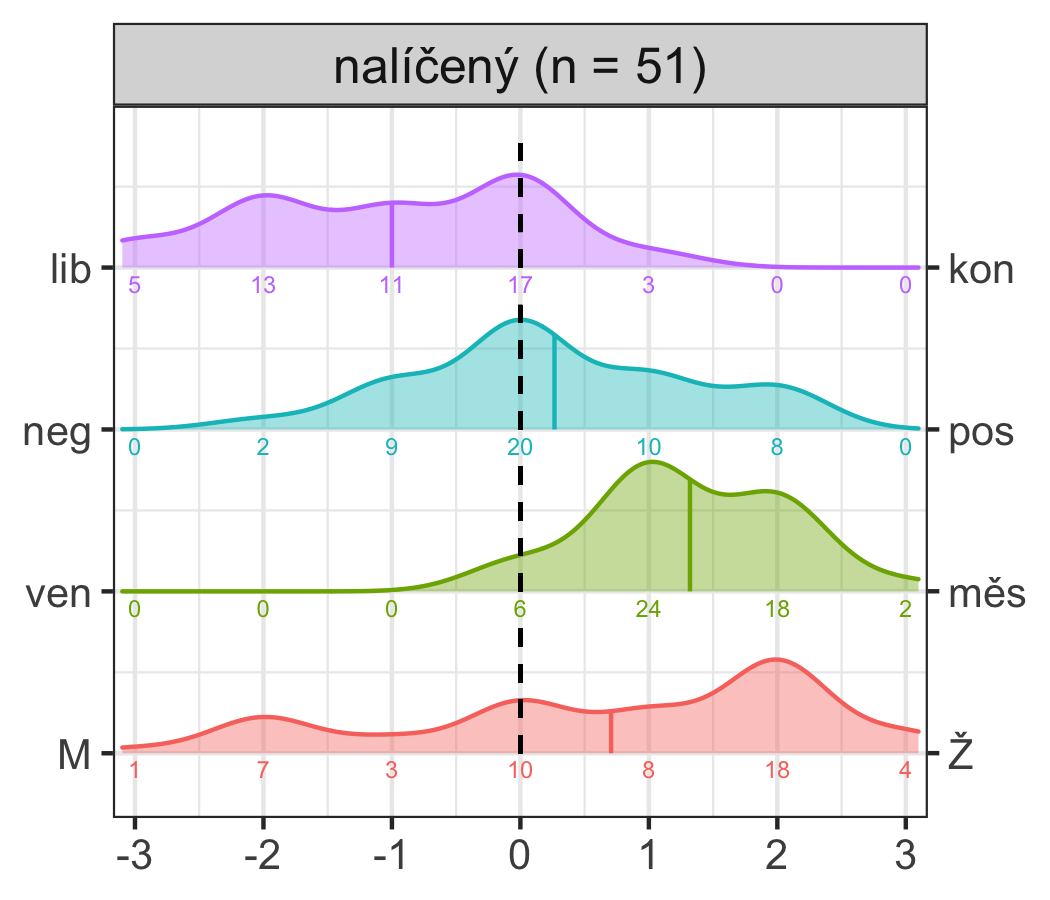 nalíčený (n = 51)
lib kon
5 13 11 17 3 0 0
neg pos
0 2 9 20 10 8 0
ven měs
0 0 0 6 24 18 2
M Ž
1 7 3 10 8 18 4
-3 -2 -1 0 1 2 3